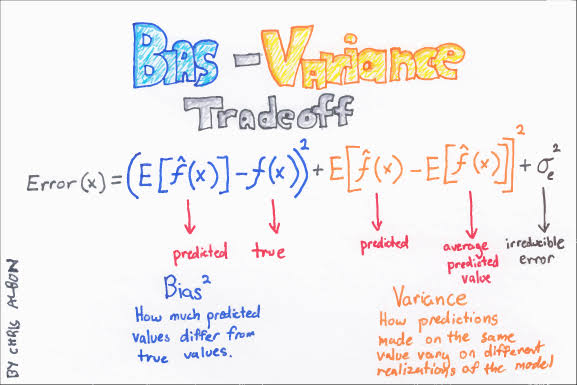 Bias - Variance
Tradeoff
Error(x) = (E[f̂(x)] - f(x))² + E[f̂(x) - E[f̂(x)]]² + σₑ²
predicted true predicted average predicted value irreducible error
Bias²
How much predicted
values differ from
true values.
Variance
How predictions
made on the same
value vary on different
realizations of the model
BY CHRIS ALBON